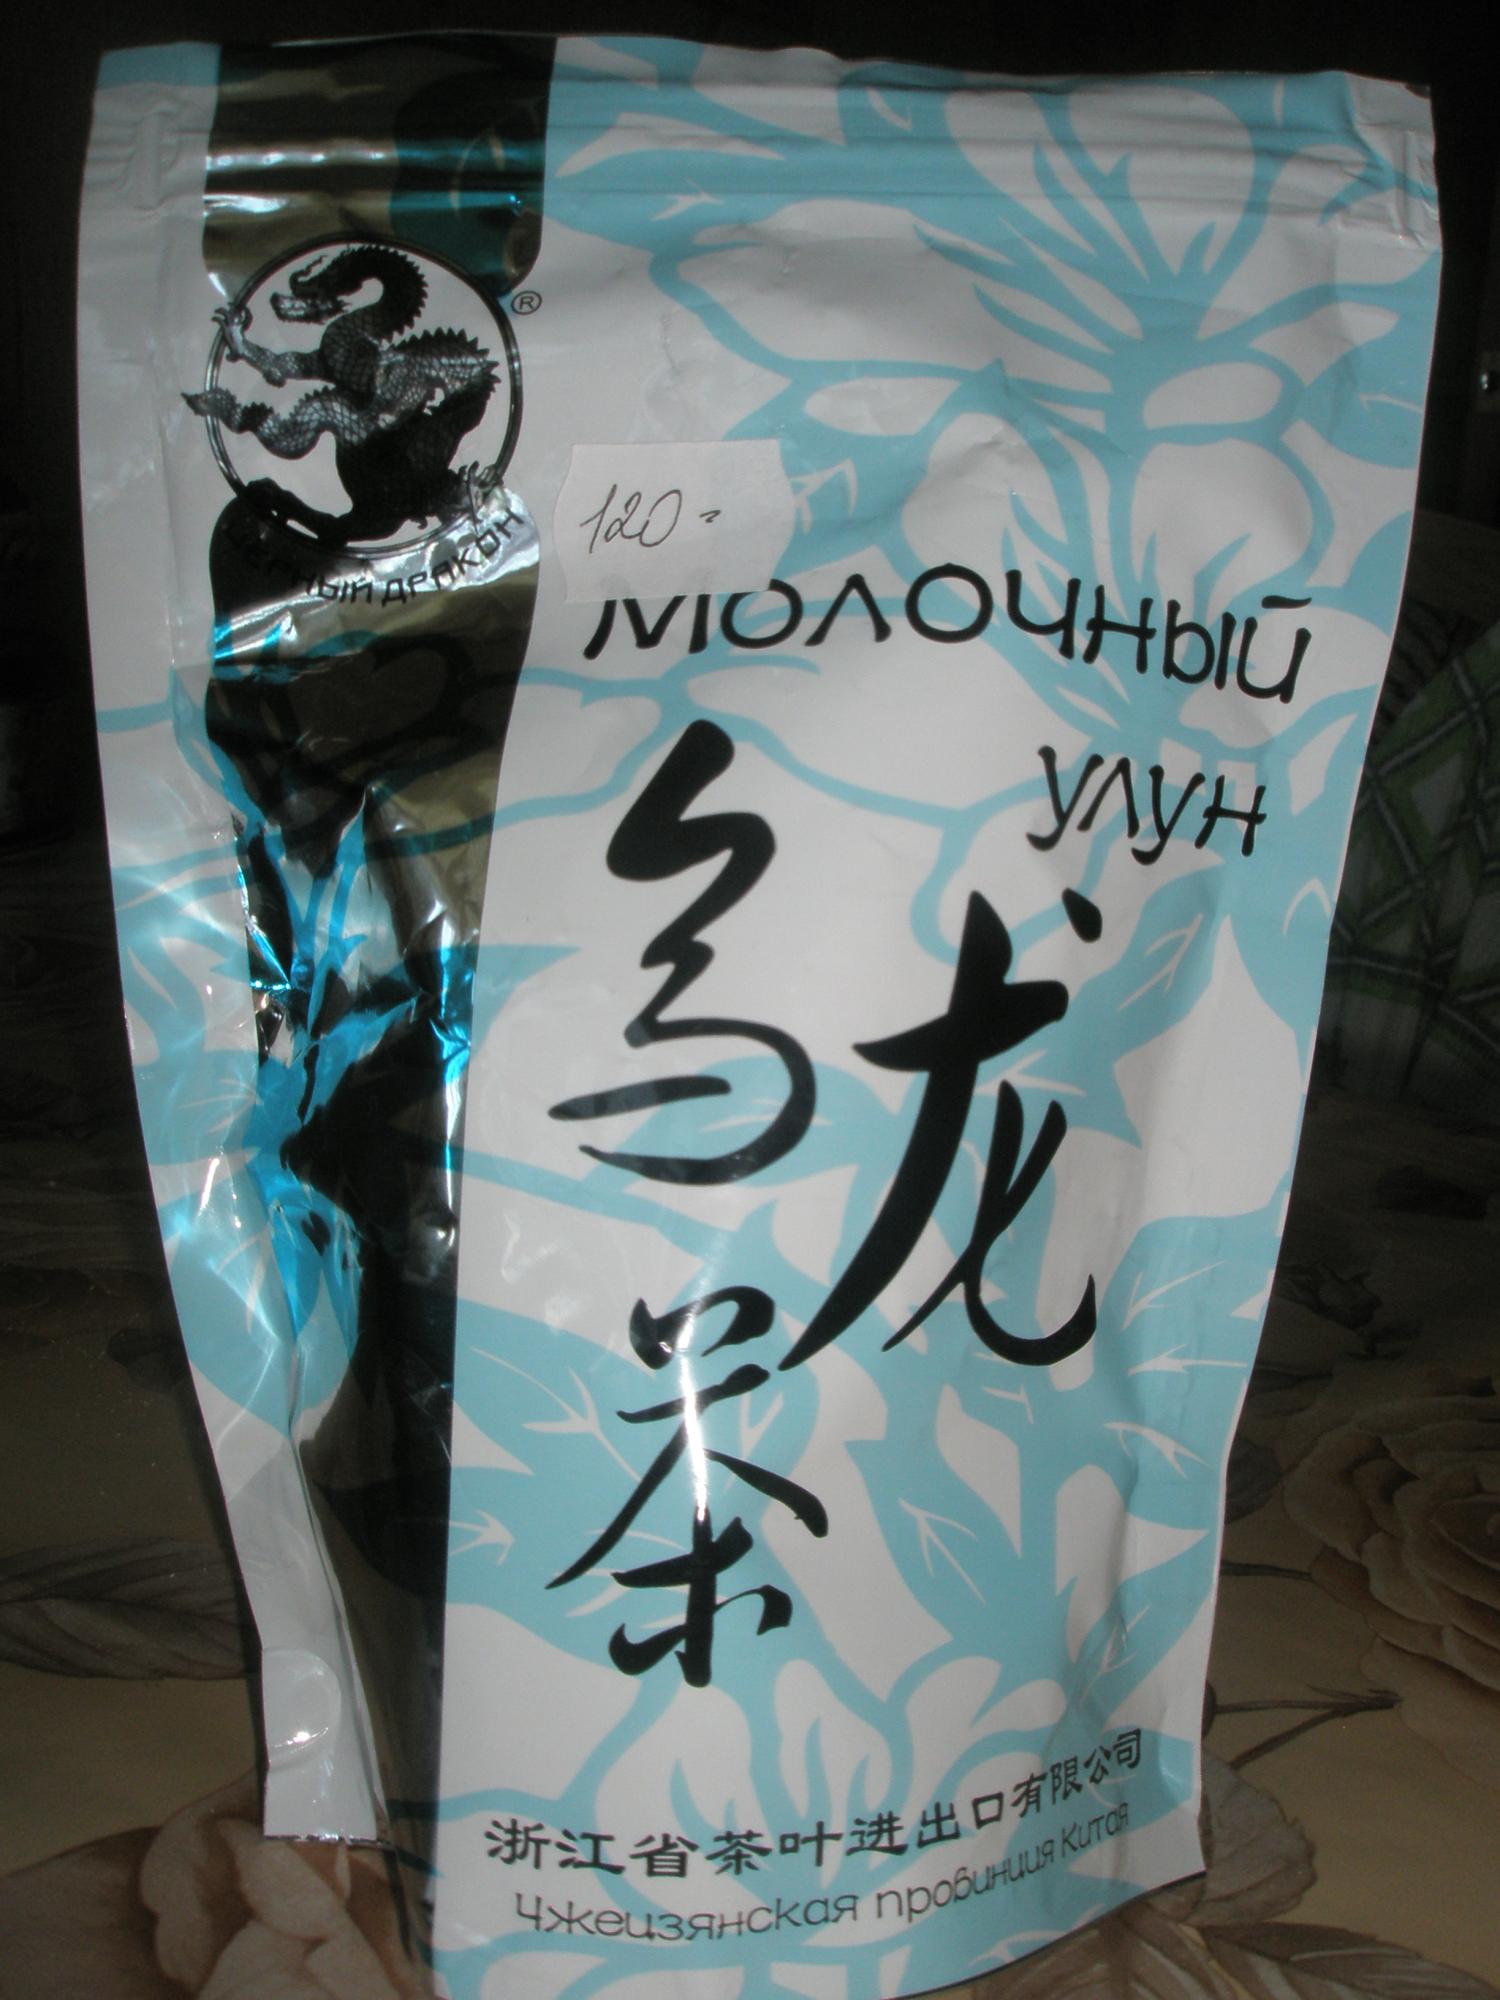 ®
ЧЕРНЫЙ ДРАКОН
120=
Молочный
улун
乌龙
茶
浙江省茶叶进出口有限公司
Чжецзянская провинция Китая